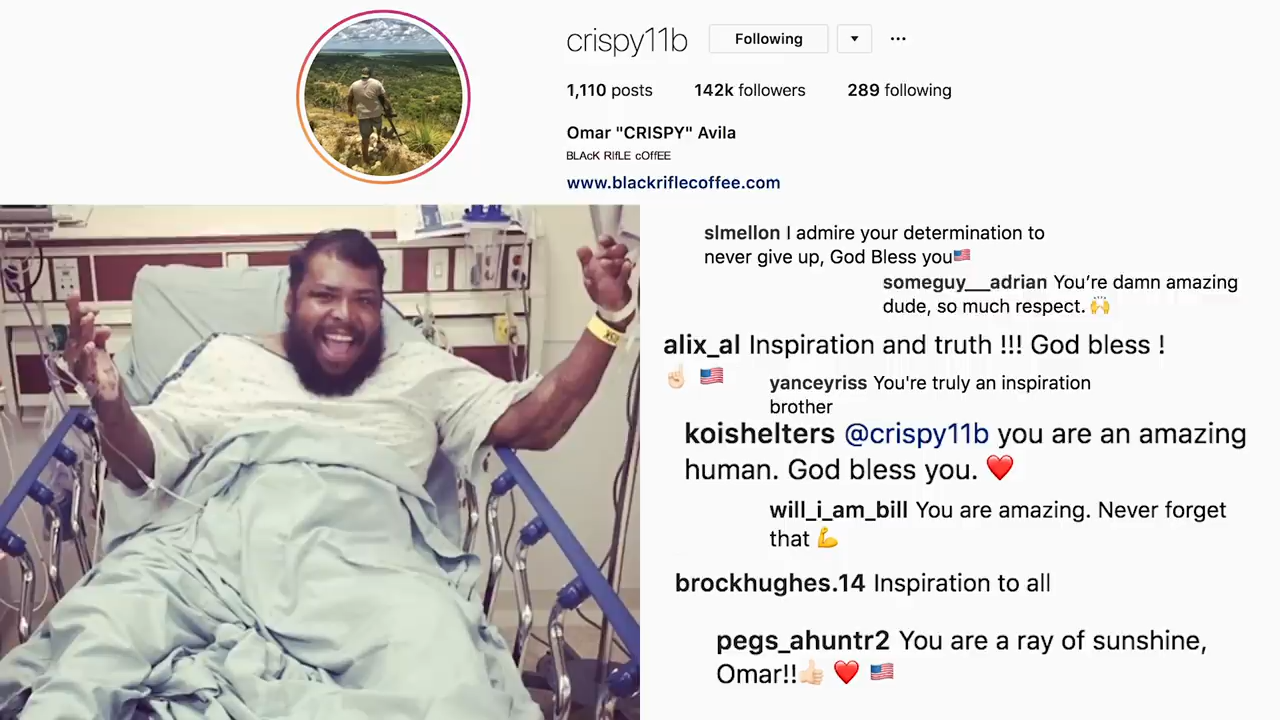 crispy11b Following ▼ ...
1,110 posts 142k followers 289 following
Omar "CRISPY" Avila
BLAcK RIfLE cOffEE
www.blackriflecoffee.com
slmellon I admire your determination to
never give up, God Bless you🇺🇸
someguy___adrian You're damn amazing
dude, so much respect. 🙌
alix_al Inspiration and truth !!! God bless !
☝🏻 🇺🇸
yanceyriss You're truly an inspiration
brother
koishelters @crispy11b you are an amazing
human. God bless you. ❤️
will_i_am_bill You are amazing. Never forget
that 💪
brockhughes.14 Inspiration to all
pegs_ahuntr2 You are a ray of sunshine,
Omar!!👍🏻 ❤️ 🇺🇸